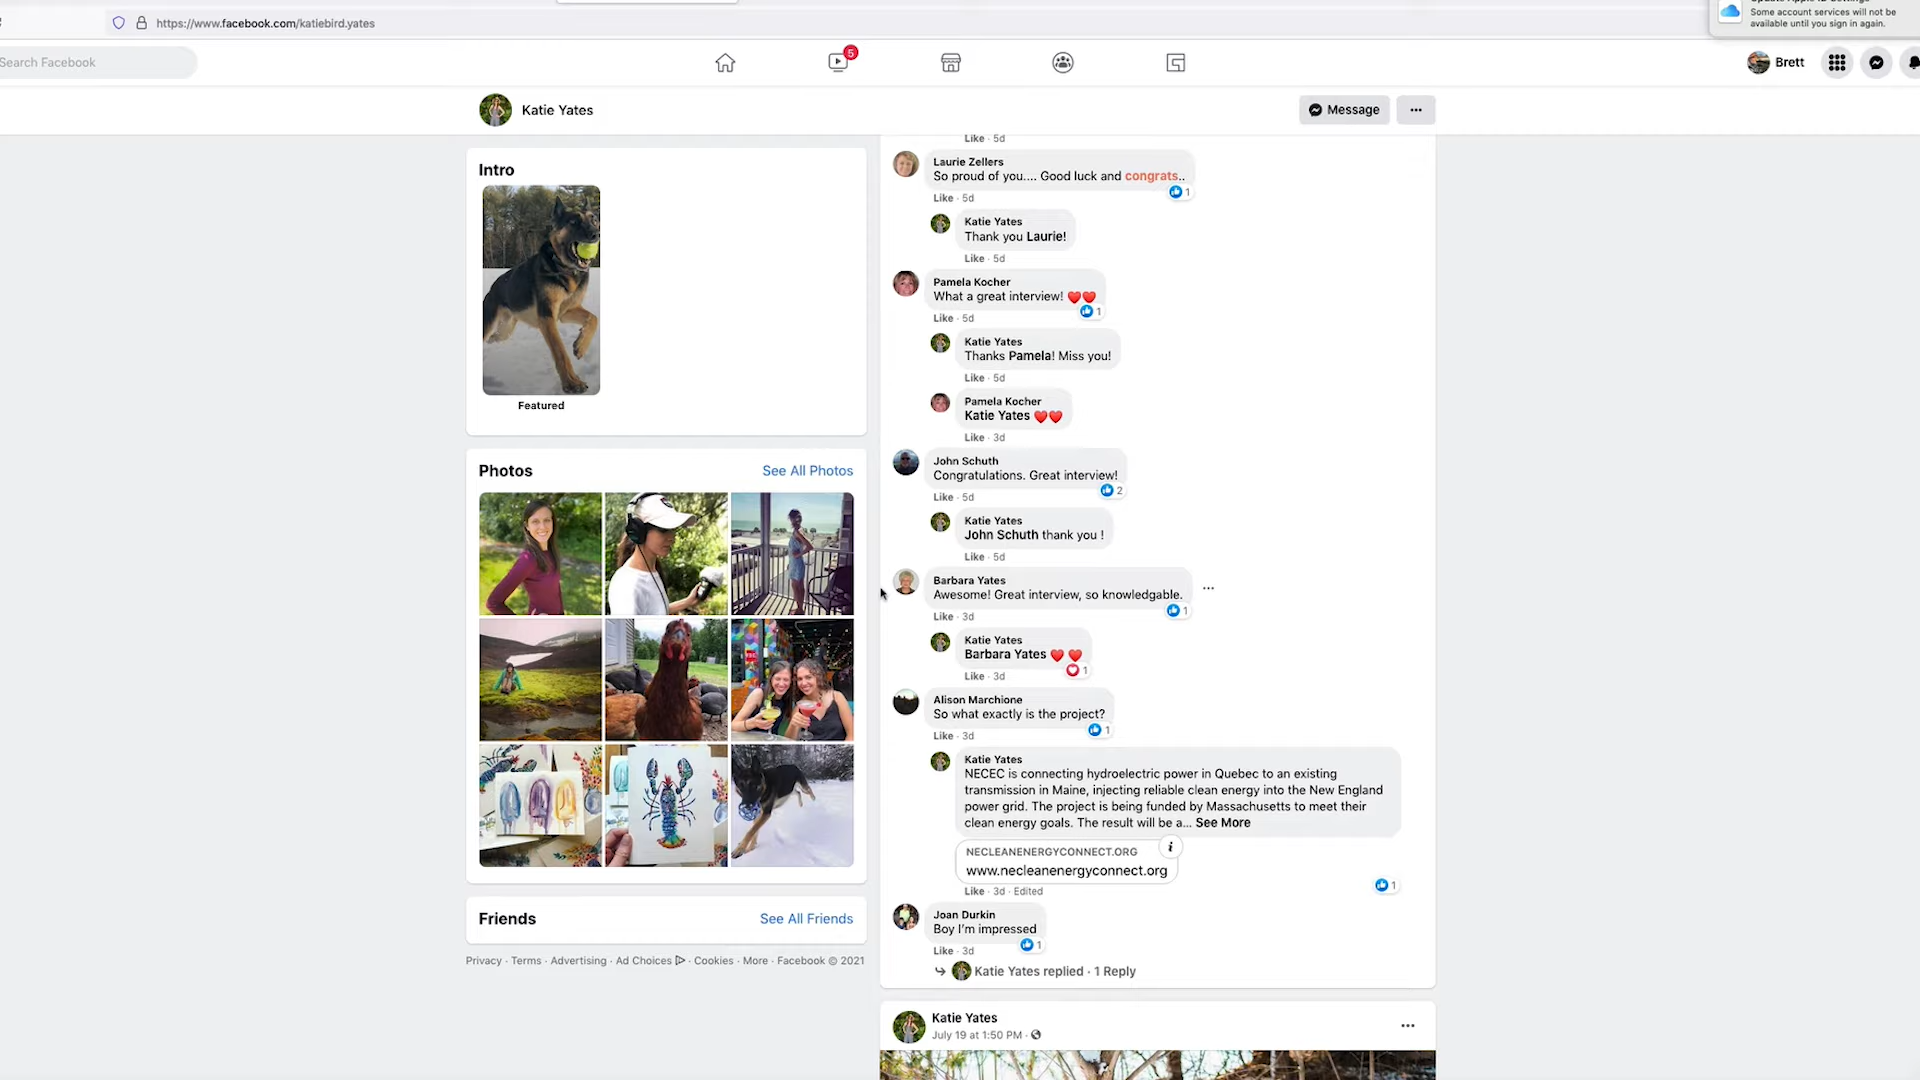 https://www.facebook.com/katiebird.yates
Some account services will not be
available until you sign in again.
Search Facebook
5
Brett
Katie Yates
Message
Intro
Featured
Photos
See All Photos
Friends
See All Friends
Privacy · Terms · Advertising · Ad Choices · Cookies · More · Facebook © 2021
Like · 5d
Laurie Zellers
So proud of you.... Good luck and congrats..
1
Like · 5d
Katie Yates
Thank you Laurie!
Like · 5d
Pamela Kocher
What a great interview! ❤️❤️
1
Like · 5d
Katie Yates
Thanks Pamela! Miss you!
Like · 5d
Pamela Kocher
Katie Yates ❤️❤️
Like · 3d
John Schuth
Congratulations. Great interview!
2
Like · 5d
Katie Yates
John Schuth thank you !
Like · 5d
Barbara Yates
Awesome! Great interview, so knowledgable.
1
Like · 3d
Katie Yates
Barbara Yates ❤️ ❤️
1
Like · 3d
Alison Marchione
So what exactly is the project?
1
Like · 3d
Katie Yates
NECEC is connecting hydroelectric power in Quebec to an existing
transmission in Maine, injecting reliable clean energy into the New England
power grid. The project is being funded by Massachusetts to meet their
clean energy goals. The result will be a... See More
NECLEANENERGYCONNECT.ORG
www.necleanenergyconnect.org
Like · 3d · Edited
1
Joan Durkin
Boy I'm impressed
1
Like · 3d
Katie Yates replied · 1 Reply
Katie Yates
July 19 at 1:50 PM ·